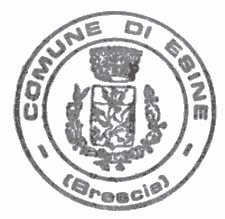 COMUNE DI ESINE
- (Brescia) -